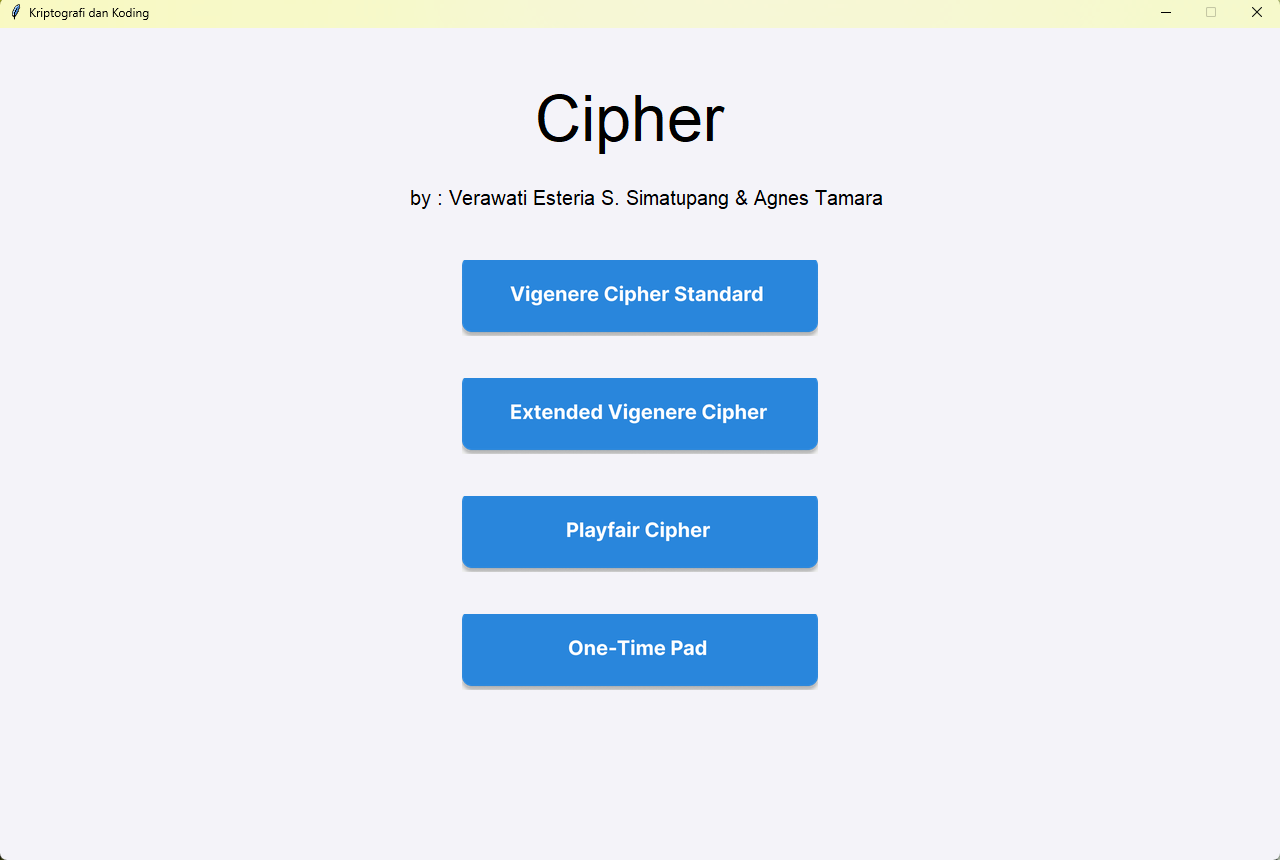 Kriptografi dan Koding
Cipher
by : Verawati Esteria S. Simatupang & Agnes Tamara
Vigenere Cipher Standard
Extended Vigenere Cipher
Playfair Cipher
One-Time Pad